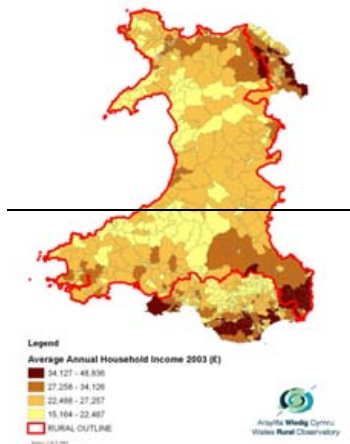 Legend
Average Annual Household Income 2003 (£)
34,127 - 48,936
27,258 - 34,126
22,488 - 27,257
15,164 - 22,487
RURAL OUTLINE
Arsyllfa Wledig Cymru
Wales Rural Observatory